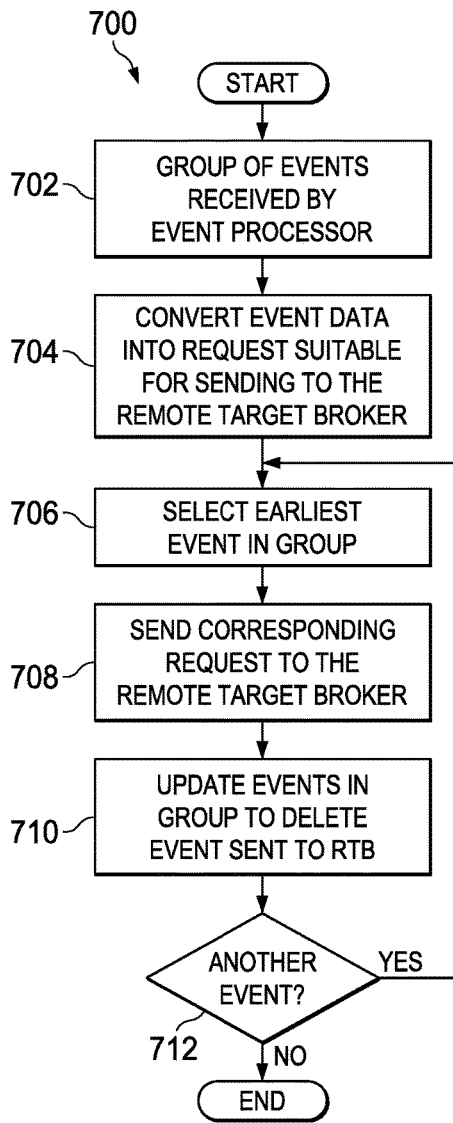 700
START
702
GROUP OF EVENTS
RECEIVED BY
EVENT PROCESSOR
704
CONVERT EVENT DATA
INTO REQUEST SUITABLE
FOR SENDING TO THE
REMOTE TARGET BROKER
706
SELECT EARLIEST
EVENT IN GROUP
708
SEND CORRESPONDING
REQUEST TO THE
REMOTE TARGET BROKER
710
UPDATE EVENTS IN
GROUP TO DELETE
EVENT SENT TO RTB
ANOTHER
EVENT?
YES
712
NO
END